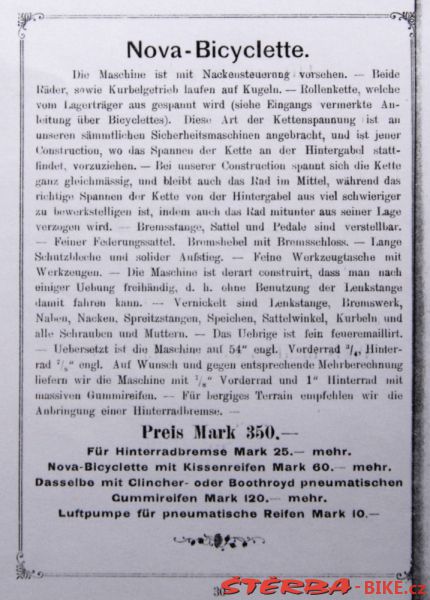 Nova-Bicyclette.
Die Maschine ist mit Nackensteuerung versehen. — Beide
Räder, sowie Kurbelgetrieb laufen auf Kugeln. — Rollenkette, welche
vom Lagerträger aus gespannt wird (siehe Eingangs vermerkte An-
leitung über Bicyclettes). Diese Art der Kettenspannung ist an
unseren sämmtlichen Sicherheitsmaschinen angebracht, und ist jener
Construction, wo das Spannen der Kette an der Hintergabel statt-
findet, vorzuziehen. — Bei unserer Construction spannt sich die Kette
ganz gleichmässig, und bleibt auch das Rad im Mittel, während das
richtige Spannen der Kette von der Hintergabel aus viel schwieriger
zu bewerkstelligen ist, indem auch das Rad mitunter aus seiner Lage
verzogen wird. — Bremsstange, Sattel und Pedale sind verstellbar.
— Feiner Federungssattel. Bremshebel mit Bremsschloss. — Lange
Schutzbleche und solider Aufstieg. — Feine Werkzeugtasche mit
Werkzeugen. — Die Maschine ist derart construirt, dass man nach
einiger Uebung freihändig, d. h. ohne Benutzung der Lenkstange
damit fahren kann. — Vernickelt sind Lenkstange, Bremswerk,
Naben, Nacken, Spreitzstangen, Speichen, Sattelwinkel, Kurbeln und
alle Schrauben und Muttern. — Das Uebrige ist fein feueremaillirt.
— Uebersetzt ist die Maschine auf 54" engl. Vorderrad ³/₄, Hinter-
rad ⁷/₈" engl. Auf Wunsch und gegen entsprechende Mehrberechnung
liefern wir die Maschine mit ⁷/₈" Vorderrad und 1" Hinterrad mit
massiven Gummireifen. — Für bergiges Terrain empfehlen wir die
Anbringung einer Hinterradbremse. —
Preis Mark 350.—
Für Hinterradbremse Mark 25.— mehr.
Nova-Bicyclette mit Kissenreifen Mark 60.— mehr.
Dasselbe mit Clincher- oder Boothroyd pneumatischen
Gummireifen Mark 120.— mehr.
Luftpumpe für pneumatische Reifen Mark 10.—
30
ŠTĚRBA-BIKE.cz